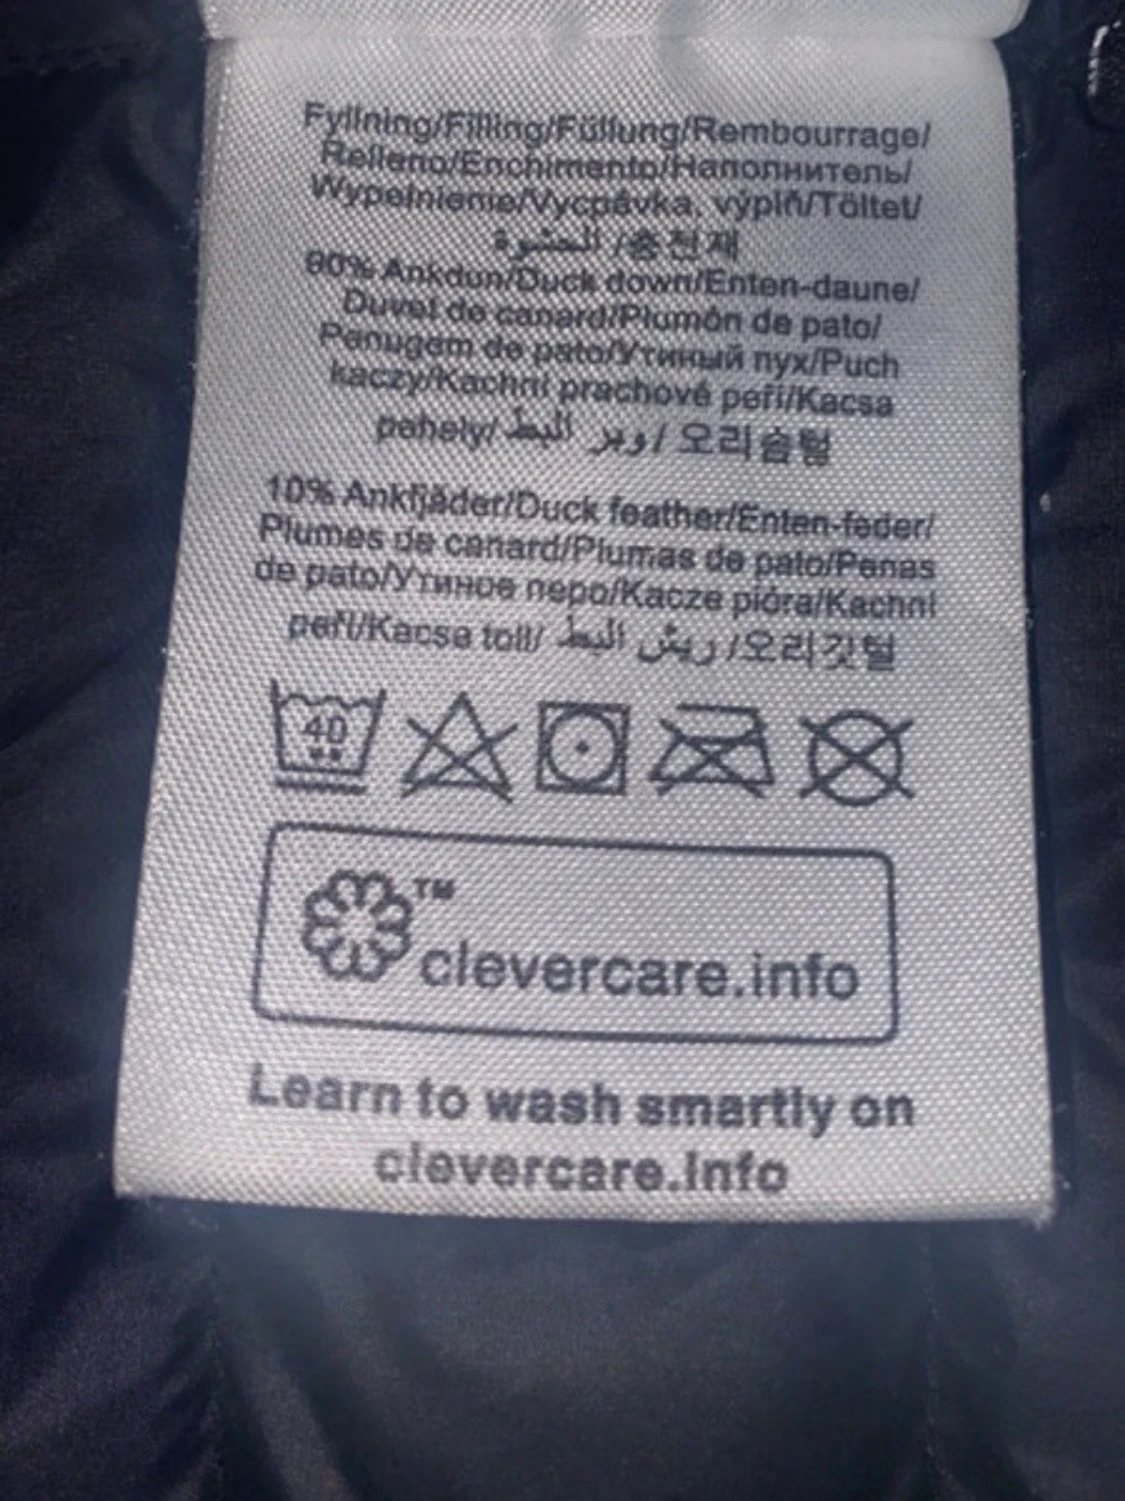 Fyllning/Filling/Füllung/Rembourrage/
Relleno/Enchimento/Наполнитель/
Wypełnienie/Vycpávka, výplň/Töltet/
الحشوة /충전재
90% Ankdun/Duck down/Enten-daune/
Duvet de canard/Plumón de pato/
Penugem de pato/Утиный пух/Puch
kaczy/Kachní prachové peří/Kacsa
pehely/ وبر البط/ 오리솜털
10% Ankfjäder/Duck feather/Enten-feder/
Plumes de canard/Plumas de pato/Penas
de pato/Утиное перо/Kacze pióra/Kachní
peří/Kacsa toll/ ريش البط /오리깃털
40
TM
clevercare.info
Learn to wash smartly on
clevercare.info